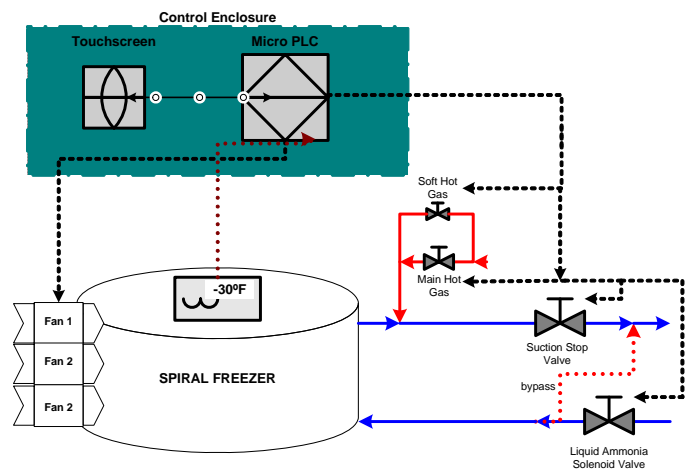 Control Enclosure
Touchscreen
Micro PLC
Soft Hot
Gas
Main Hot
Gas
-30ºF
Fan 1
Fan 2
Fan 2
SPIRAL FREEZER
Suction Stop
Valve
bypass
Liquid Ammonia
Solenoid Valve